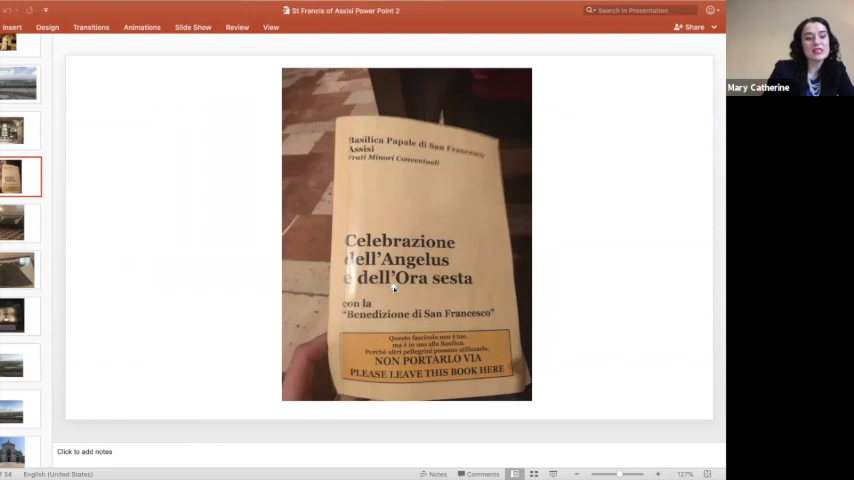 St Francis of Assisi Power Point 2
Search in Presentation
Insert Design Transitions Animations Slide Show Review View
Share
Mary Catherine
Basilica Papale di San Francesco
Assisi
Frati Minori Conventuali
Celebrazione
dell'Angelus
e dell'Ora sesta
con la
"Benedizione di San Francesco"
Questo fascicolo non è tuo,
ma è in uso alla Basilica.
Perché altri pellegrini possano utilizzarlo,
NON PORTARLO VIA
PLEASE LEAVE THIS BOOK HERE
Click to add notes
of 34 English (United States) Notes Comments 127%